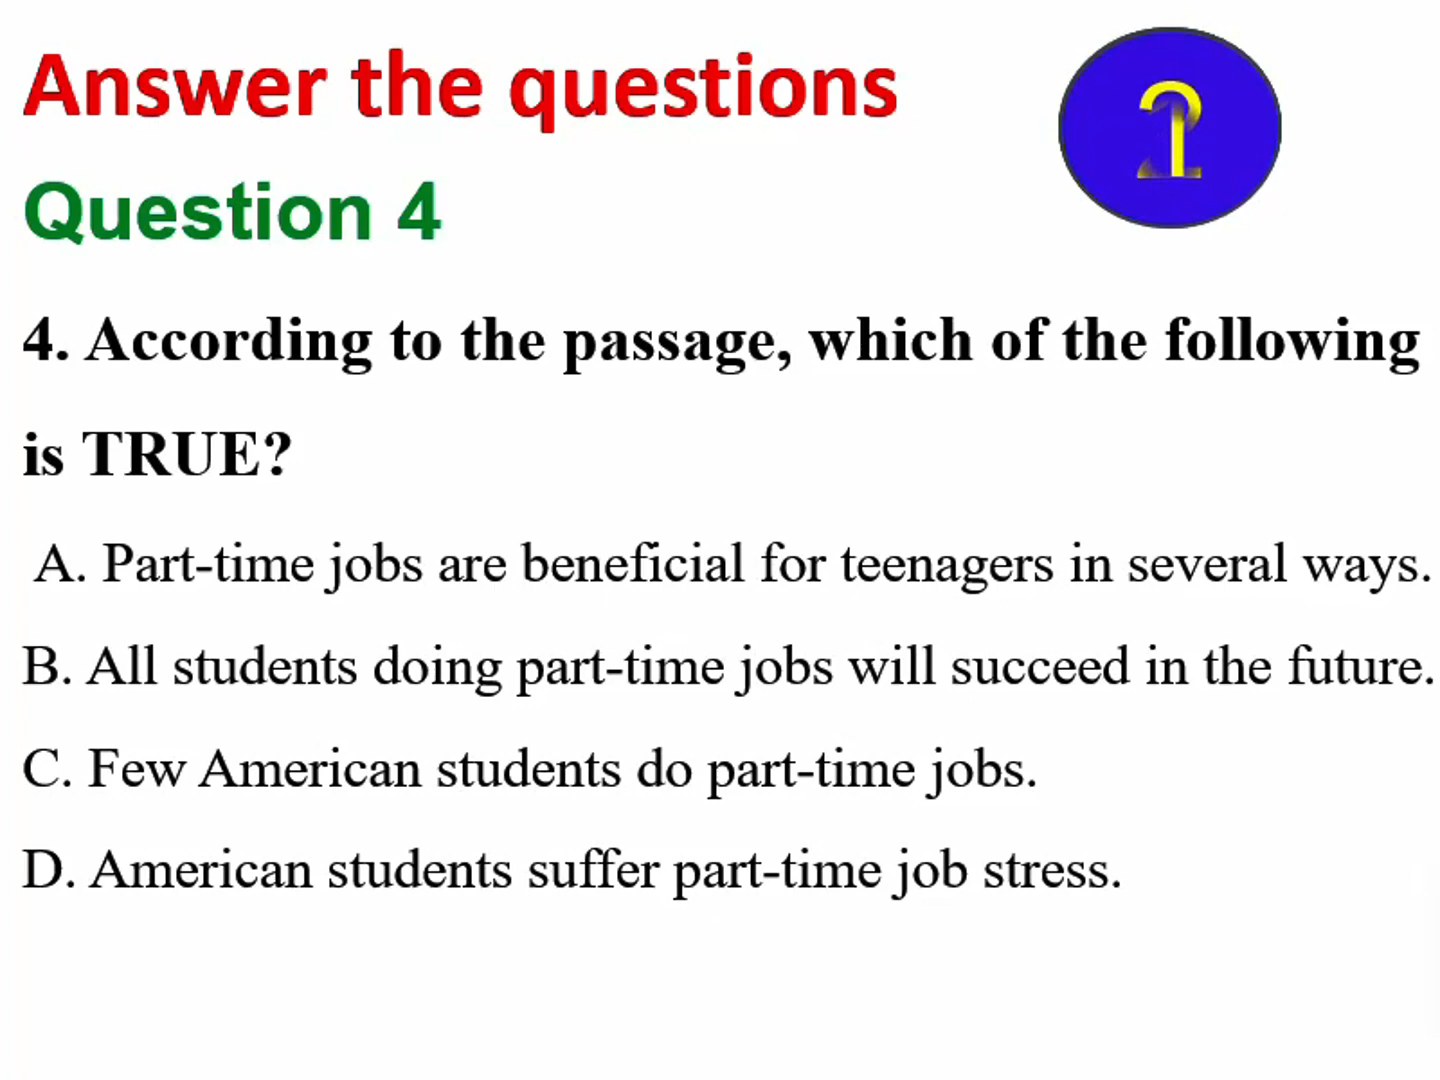 Answer the questions
Question 4
4. According to the passage, which of the following
is TRUE?
A. Part-time jobs are beneficial for teenagers in several ways.
B. All students doing part-time jobs will succeed in the future.
C. Few American students do part-time jobs.
D. American students suffer part-time job stress.